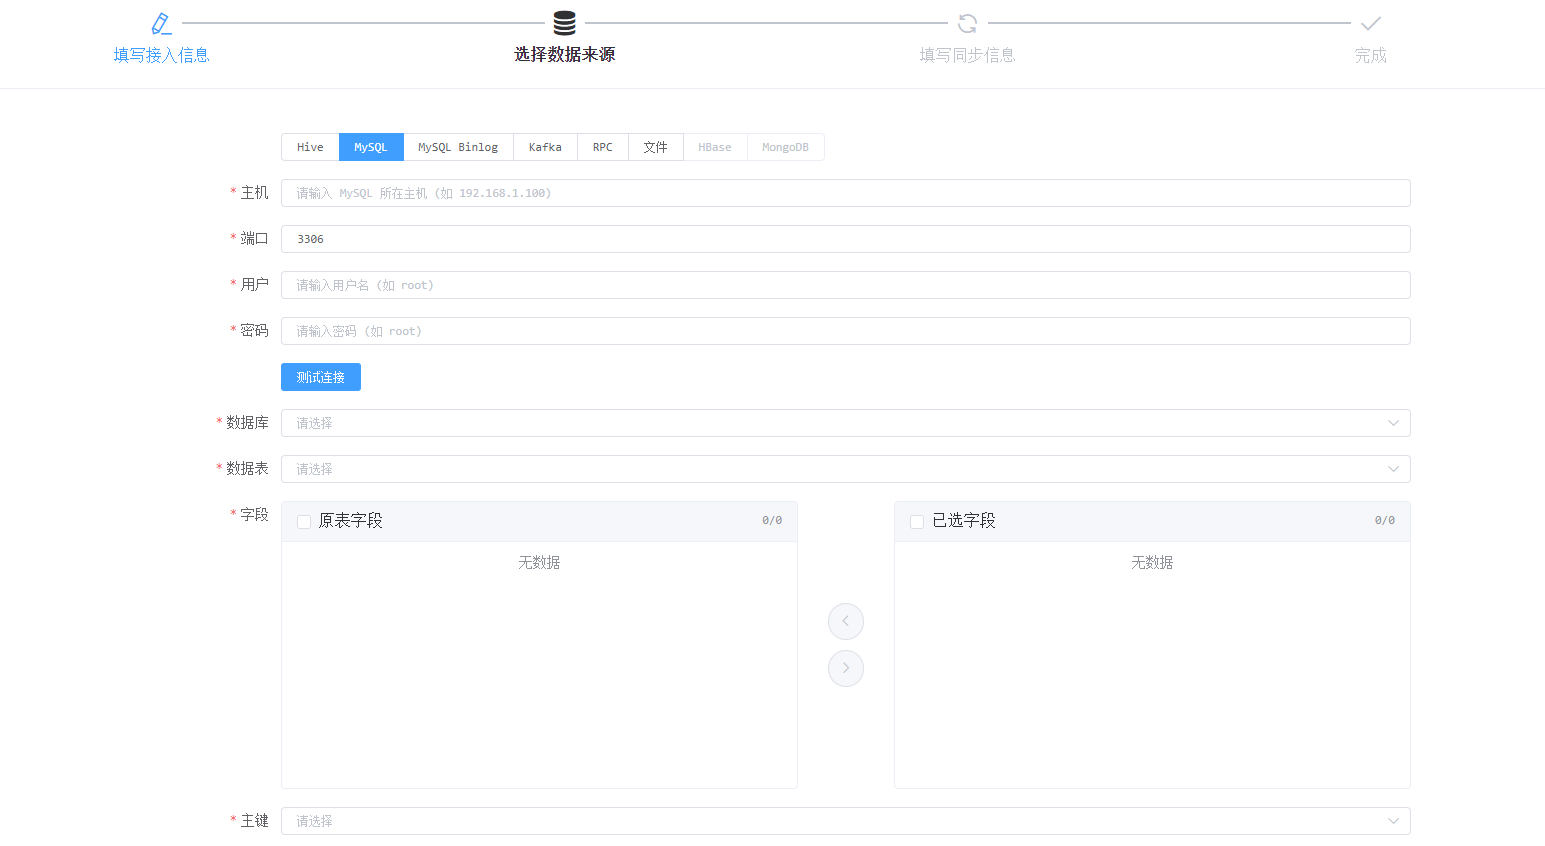 填写接入信息 选择数据来源 填写同步信息 完成
Hive MySQL MySQL Binlog Kafka RPC 文件 HBase MongoDB
* 主机 请输入 MySQL 所在主机 (如 192.168.1.100)
* 端口 3306
* 用户 请输入用户名 (如 root)
* 密码 请输入密码 (如 root)
测试连接
* 数据库 请选择
* 数据表 请选择
* 字段 原表字段 0/0 已选字段 0/0
无数据 无数据
* 主键 请选择